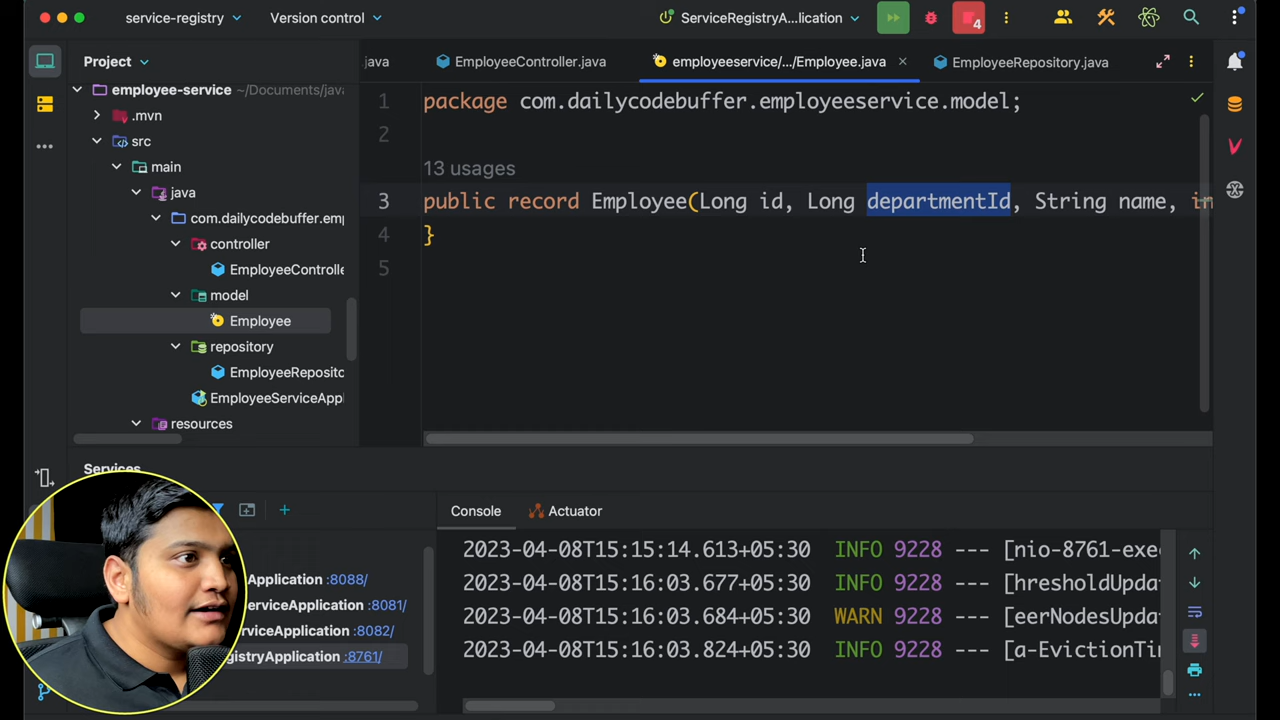 service-registry
Version control
ServiceRegistryA...lication
4
Project
java
EmployeeController.java
employeeservice/.../Employee.java
EmployeeRepository.java
employee-service ~/Documents/java
.mvn
src
main
java
com.dailycodebuffer.emp
controller
EmployeeControlle
model
Employee
repository
EmployeeReposito
EmployeeServiceAppl
resources
1 package com.dailycodebuffer.employeeservice.model;
2
13 usages
3 public record Employee(Long id, Long departmentId, String name, in
4 }
5
Services
Console
Actuator
Application :8088/
erviceApplication :8081/
rviceApplication :8082/
gistryApplication :8761/
2023-04-08T15:15:14.613+05:30 INFO 9228 --- [nio-8761-exe
2023-04-08T15:16:03.677+05:30 INFO 9228 --- [hresholdUpda
2023-04-08T15:16:03.684+05:30 WARN 9228 --- [eerNodesUpda
2023-04-08T15:16:03.824+05:30 INFO 9228 --- [a-EvictionTi